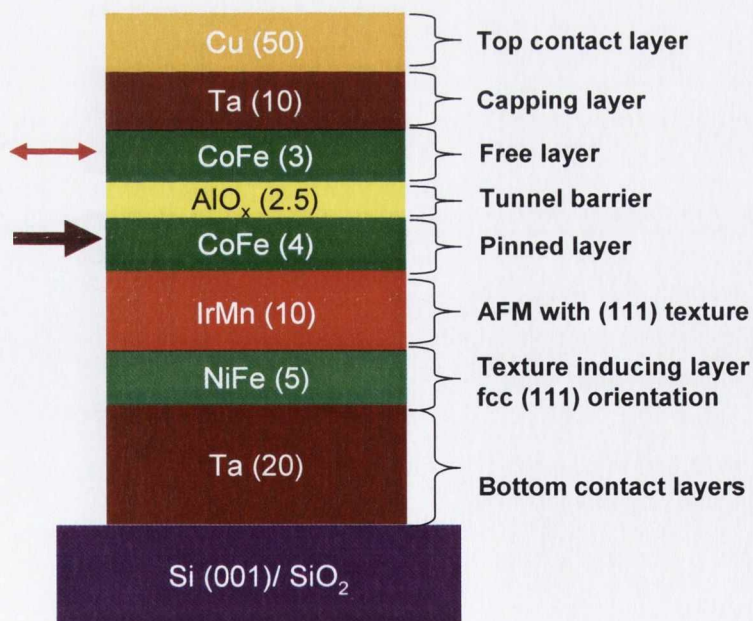 Cu (50)
Top contact layer
Ta (10)
Capping layer
CoFe (3)
Free layer
AlOₓ (2.5)
Tunnel barrier
CoFe (4)
Pinned layer
IrMn (10)
AFM with (111) texture
NiFe (5)
Texture inducing layer
fcc (111) orientation
Ta (20)
Bottom contact layers
Si (001)/ SiO₂